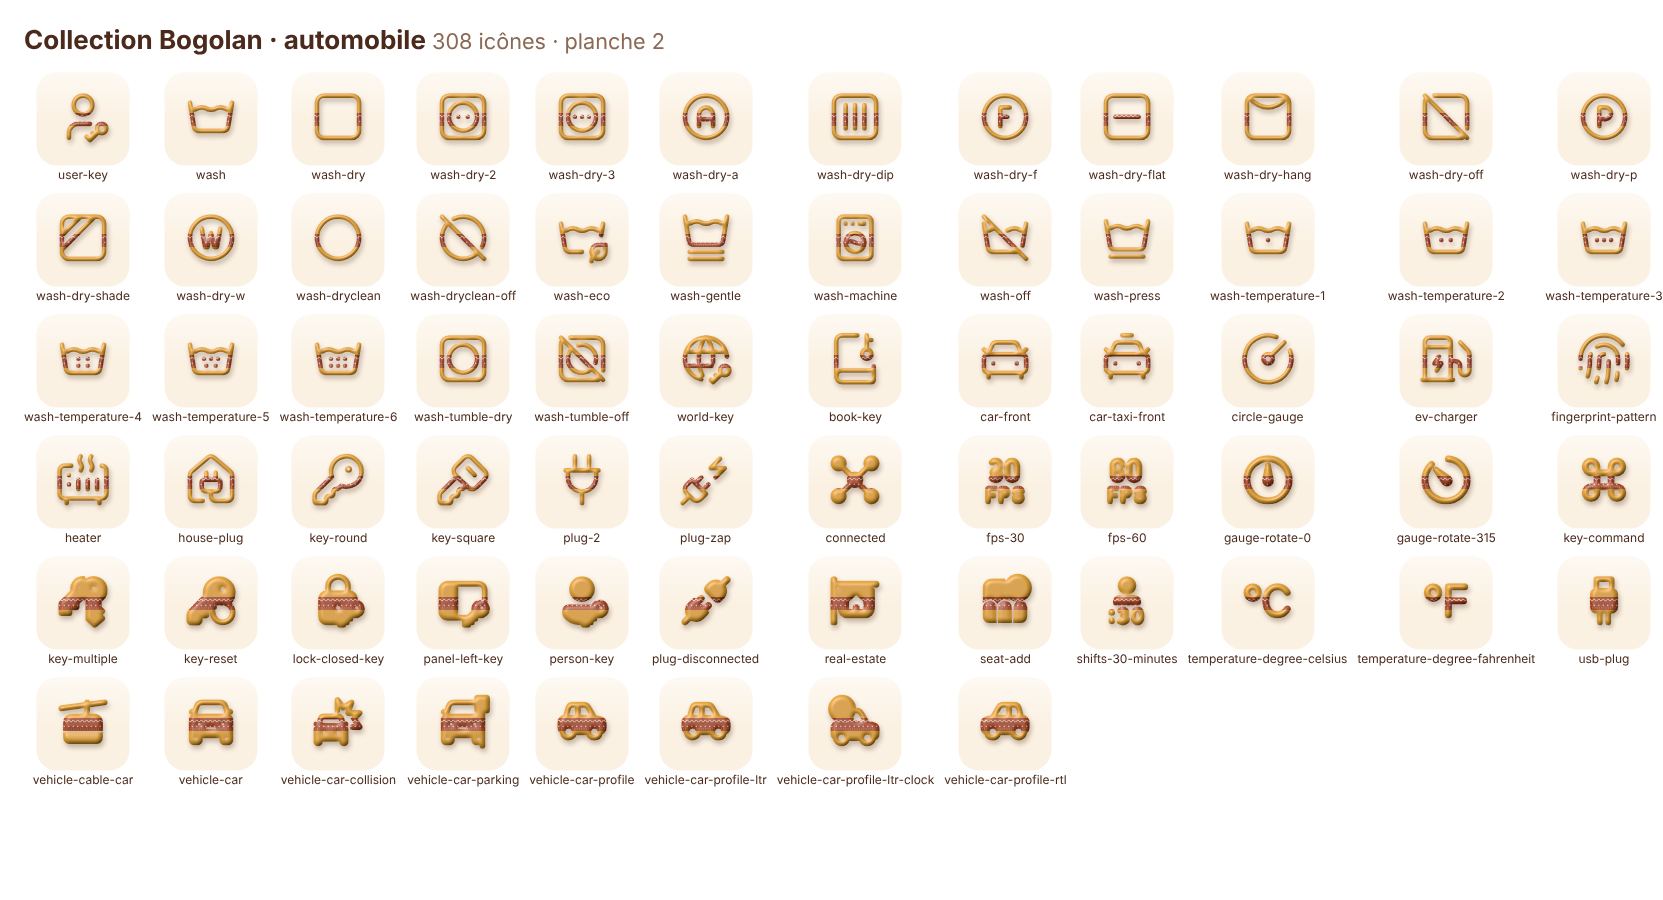 Collection Bogolan · automobile 308 icônes · planche 2
A F P
user-key wash wash-dry wash-dry-2 wash-dry-3 wash-dry-a wash-dry-dip wash-dry-f wash-dry-flat wash-dry-hang wash-dry-off wash-dry-p
W
wash-dry-shade wash-dry-w wash-dryclean wash-dryclean-off wash-eco wash-gentle wash-machine wash-off wash-press wash-temperature-1 wash-temperature-2 wash-temperature-3
wash-temperature-4 wash-temperature-5 wash-temperature-6 wash-tumble-dry wash-tumble-off world-key book-key car-front car-taxi-front circle-gauge ev-charger fingerprint-pattern
30 FPS 60 FPS
heater house-plug key-round key-square plug-2 plug-zap connected fps-30 fps-60 gauge-rotate-0 gauge-rotate-315 key-command
:30 °C °F
key-multiple key-reset lock-closed-key panel-left-key person-key plug-disconnected real-estate seat-add shifts-30-minutes temperature-degree-celsius temperature-degree-fahrenheit usb-plug
vehicle-cable-car vehicle-car vehicle-car-collision vehicle-car-parking vehicle-car-profile vehicle-car-profile-ltr vehicle-car-profile-ltr-clock vehicle-car-profile-rtl